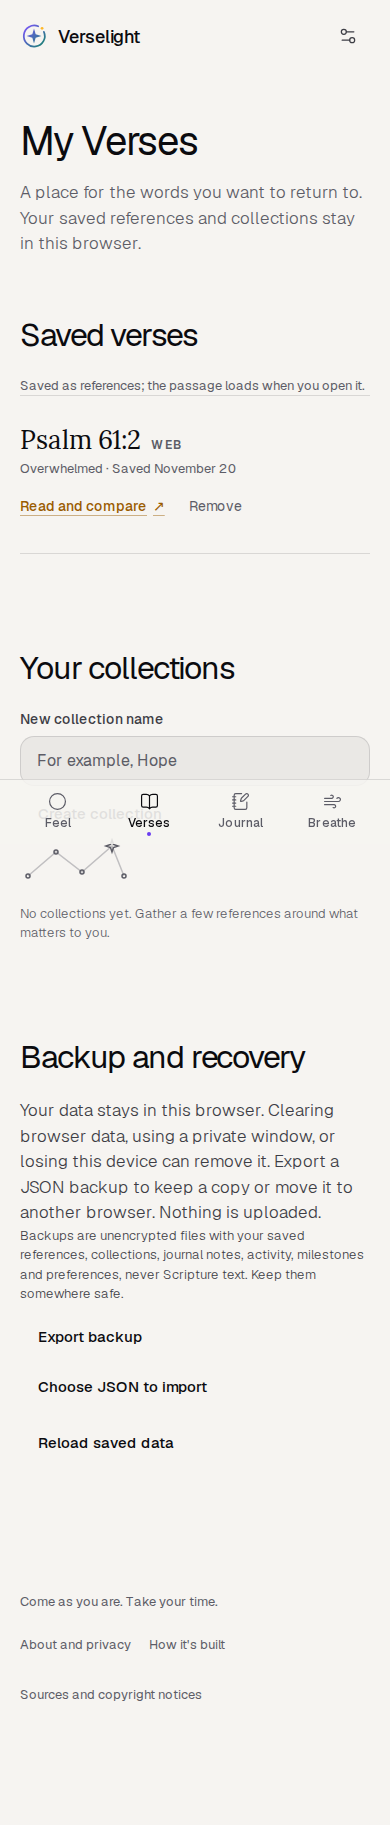 Verselight
My Verses
A place for the words you want to return to.
Your saved references and collections stay
in this browser.
Saved verses
Saved as references; the passage loads when you open it.
Psalm 61:2 WEB
Overwhelmed · Saved November 20
Read and compare ↗ Remove
Your collections
New collection name
For example, Hope
Create collection
Feel Verses Journal Breathe
No collections yet. Gather a few references around what
matters to you.
Backup and recovery
Your data stays in this browser. Clearing
browser data, using a private window, or
losing this device can remove it. Export a
JSON backup to keep a copy or move it to
another browser. Nothing is uploaded.
Backups are unencrypted files with your saved
references, collections, journal notes, activity, milestones
and preferences, never Scripture text. Keep them
somewhere safe.
Export backup
Choose JSON to import
Reload saved data
Come as you are. Take your time.
About and privacy How it's built
Sources and copyright notices